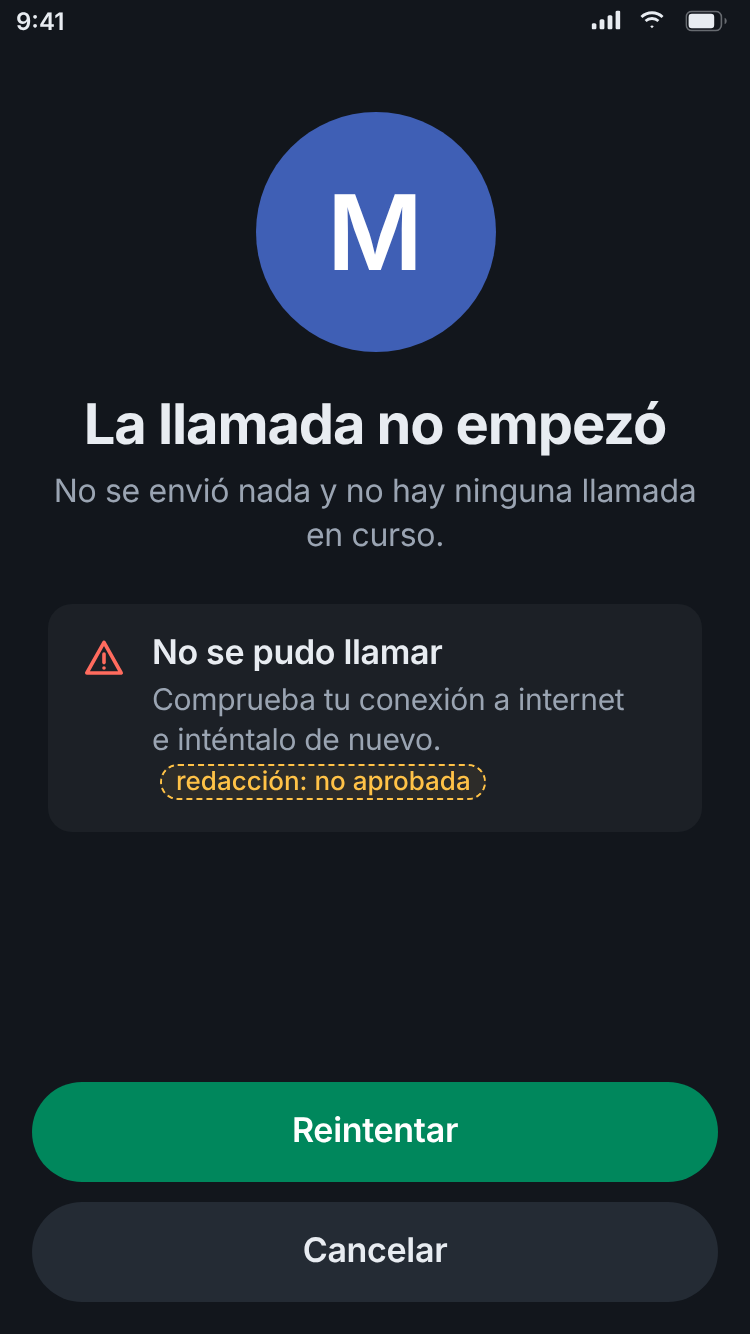 9:41
M
La llamada no empezó
No se envió nada y no hay ninguna llamada
en curso.
No se pudo llamar
Comprueba tu conexión a internet
e inténtalo de nuevo.
redacción: no aprobada
Reintentar
Cancelar